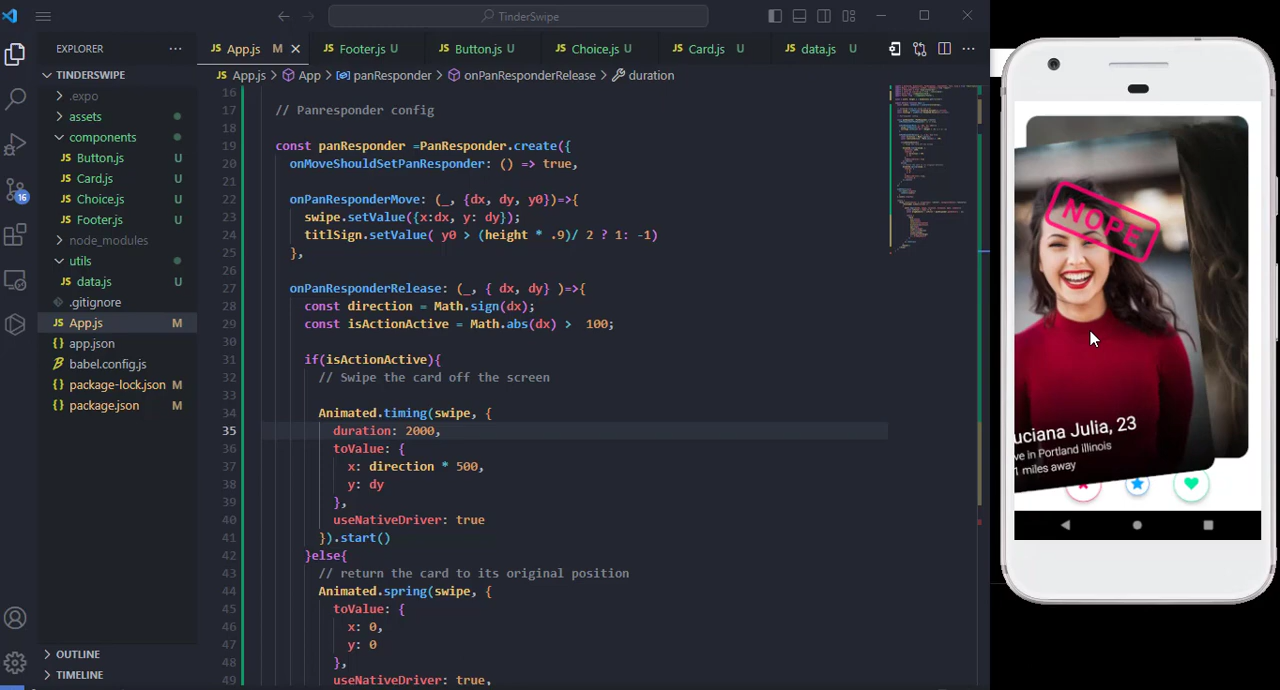 TinderSwipe
EXPLORER
App.js M
Footer.js U
Button.js U
Choice.js U
Card.js U
data.js U
TINDERSWIPE
App.js > App > panResponder > onPanResponderRelease > duration
.expo
assets
components
Button.js U
Card.js U
Choice.js U
Footer.js U
node_modules
utils
data.js U
.gitignore
App.js M
app.json
babel.config.js
package-lock.json M
package.json M
OUTLINE
TIMELINE
16
16
17 // Panresponder config
18
19 const panResponder =PanResponder.create({
20 onMoveShouldSetPanResponder: () => true,
21
22 onPanResponderMove: (_, {dx, dy, y0})=>{
23 swipe.setValue({x:dx, y: dy});
24 titlSign.setValue( y0 > (height * .9)/ 2 ? 1: -1)
25 },
26
27 onPanResponderRelease: (_, { dx, dy} )=>{
28 const direction = Math.sign(dx);
29 const isActionActive = Math.abs(dx) > 100;
30
31 if(isActionActive){
32 // Swipe the card off the screen
33
34 Animated.timing(swipe, {
35 duration: 2000,
36 toValue: {
37 x: direction * 500,
38 y: dy
39 },
40 useNativeDriver: true
41 }).start()
42 }else{
43 // return the card to its original position
44 Animated.spring(swipe, {
45 toValue: {
46 x: 0,
47 y: 0
48 },
49 useNativeDriver: true,
NOPE
uciana Julia, 23
ve in Portland illinois
1 miles away